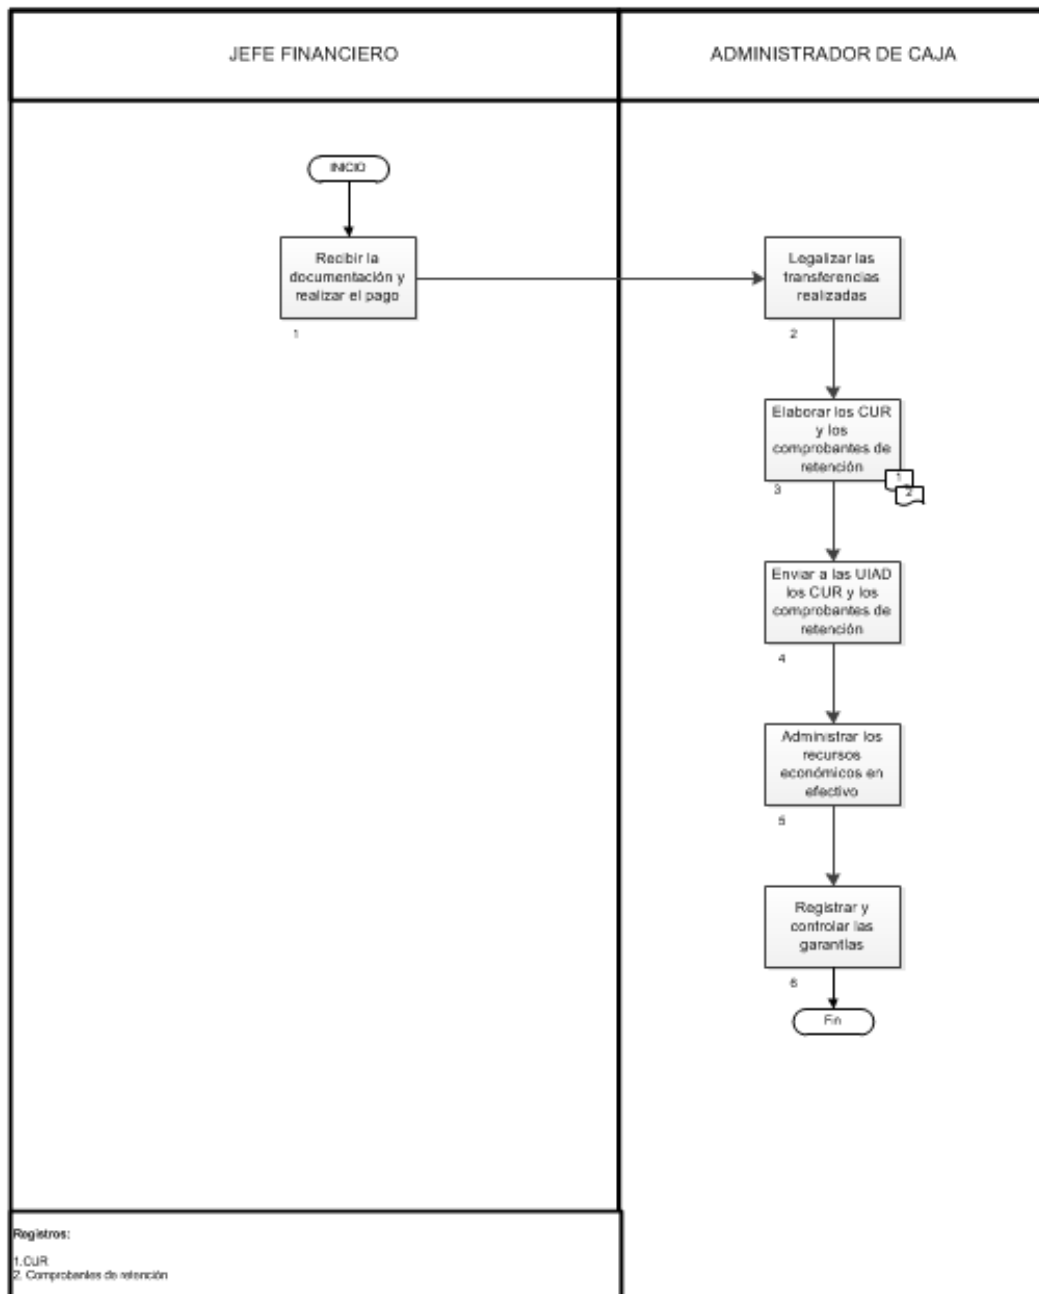 JEFE FINANCIERO
ADMINISTRADOR DE CAJA
INICIO
Recibir la
documentación y
realizar el pago
1
Legalizar las
transferencias
realizadas
2
Elaborar los CUR
y los
comprobantes de
retención
1
2
3
Enviar a las UIAD
los CUR y los
comprobantes de
retención
4
Administrar los
recursos
económicos en
efectivo
5
Registrar y
controlar las
garantías
6
Fin
Registros:
1.CUR
2. Comprobantes de retención